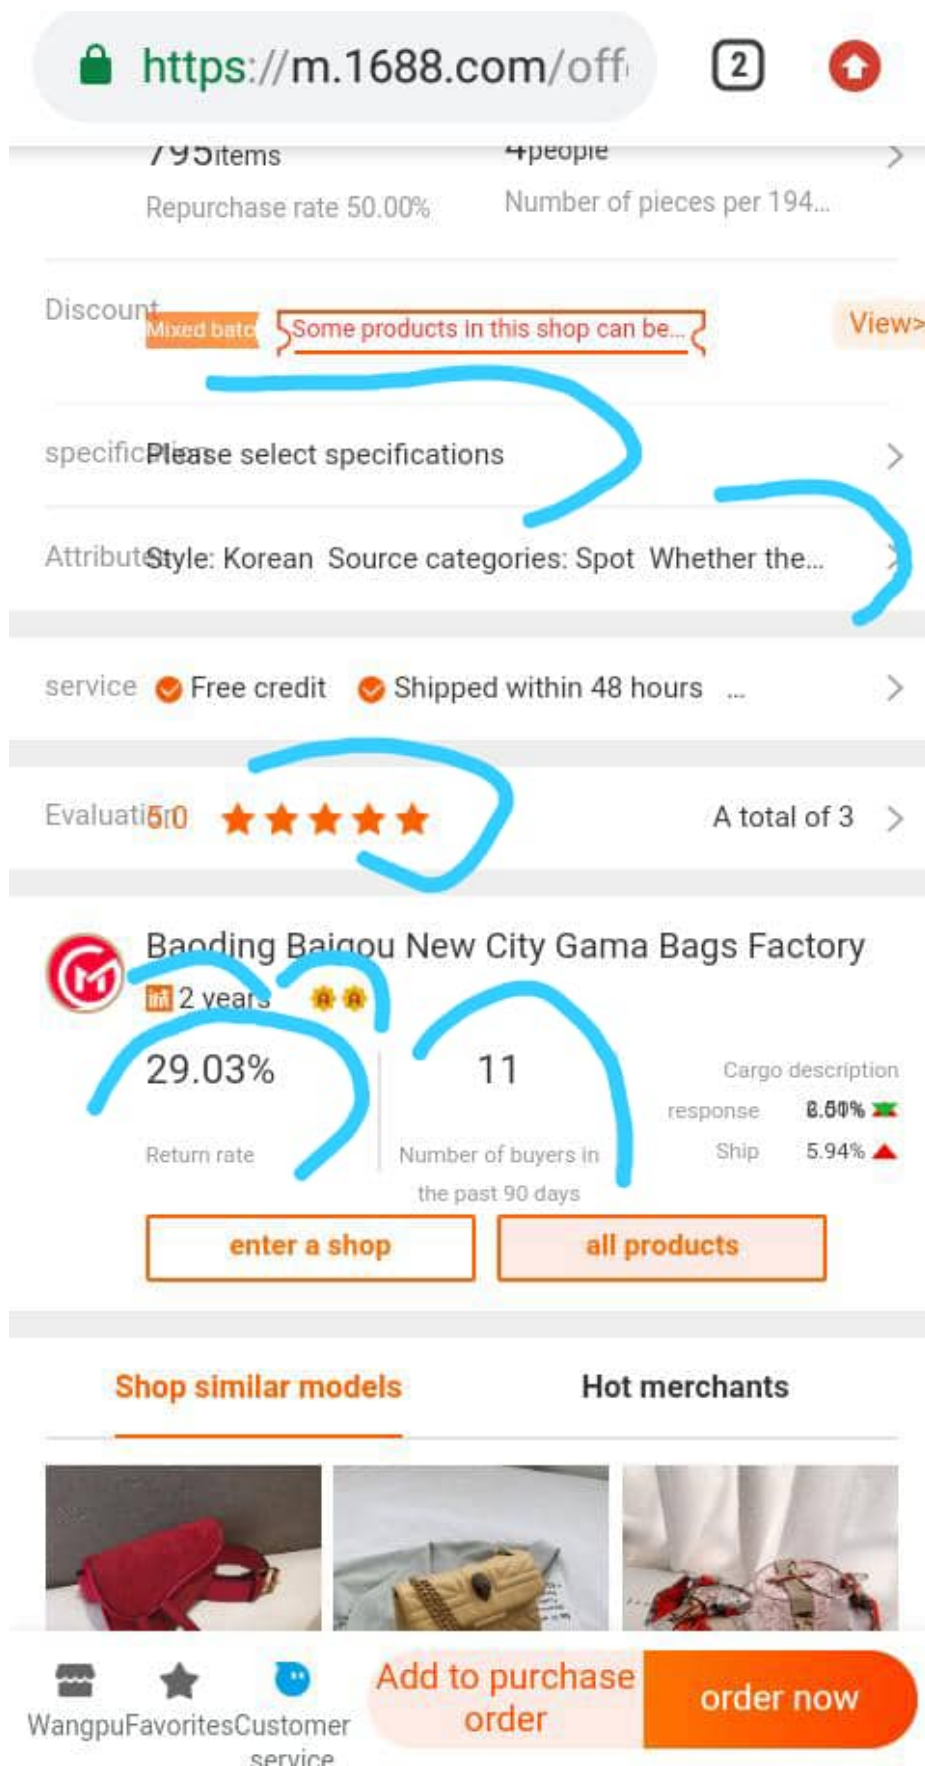 https://m.1688.com/off
2
795items 4people
Repurchase rate 50.00% Number of pieces per 194...
Discount Mixed batc Some products in this shop can be... View>
specification Please select specifications
Attributes Style: Korean Source categories: Spot Whether the...
service Free credit Shipped within 48 hours ...
Evaluation 5.0 A total of 3
Baoding Baigou New City Gama Bags Factory
2 years
29.03% 11 Cargo description
response
Return rate Number of buyers in Ship 5.94%
the past 90 days
enter a shop all products
Shop similar models Hot merchants
Add to purchase order order now
Wangpu Favorites Customer service